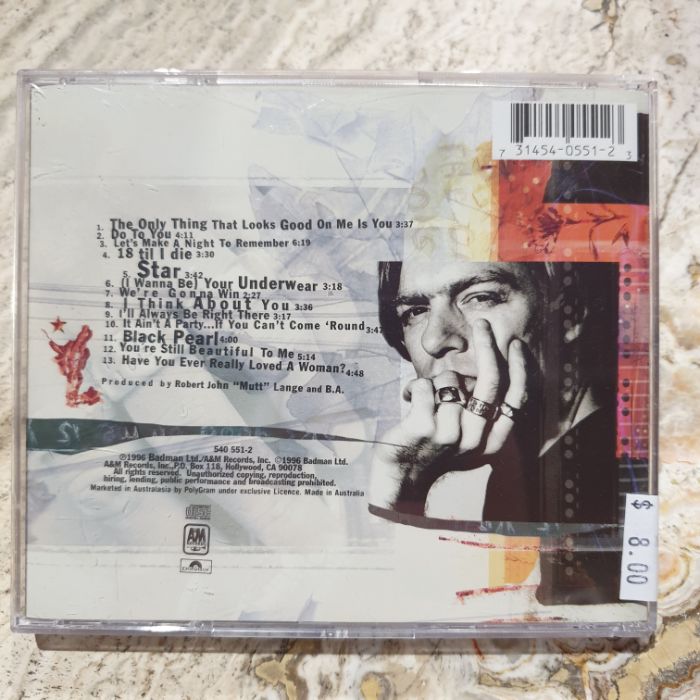 7 31454-0551-2 3
1. The Only Thing That Looks Good On Me Is You 3:37
2. Do To You 4:11
3. Let's Make A Night To Remember 6:19
4. 18 til I die 3:30
5. Star 3:42
6. (I Wanna Be) Your Underwear 3:18
7. We're Gonna Win 2:27
8. I Think About You 3:36
9. I'll Always Be Right There 3:17
10. It Ain't A Party...If You Can't Come 'Round 3:47
11. Black Pearl 4:00
12. You're Still Beautiful To Me 5:14
13. Have You Ever Really Loved A Woman? 4:48
Produced by Robert John "Mutt" Lange and B.A.
540 551-2
℗1996 Badman Ltd./A&M Records, Inc. ©1996 Badman Ltd.
A&M Records, Inc., P.O. Box 118, Hollywood, CA 90078
All rights reserved. Unauthorized copying, reproduction,
hiring, lending, public performance and broadcasting prohibited.
Marketed in Australasia by PolyGram under exclusive Licence. Made in Australia
disc
AM
$ 8.00